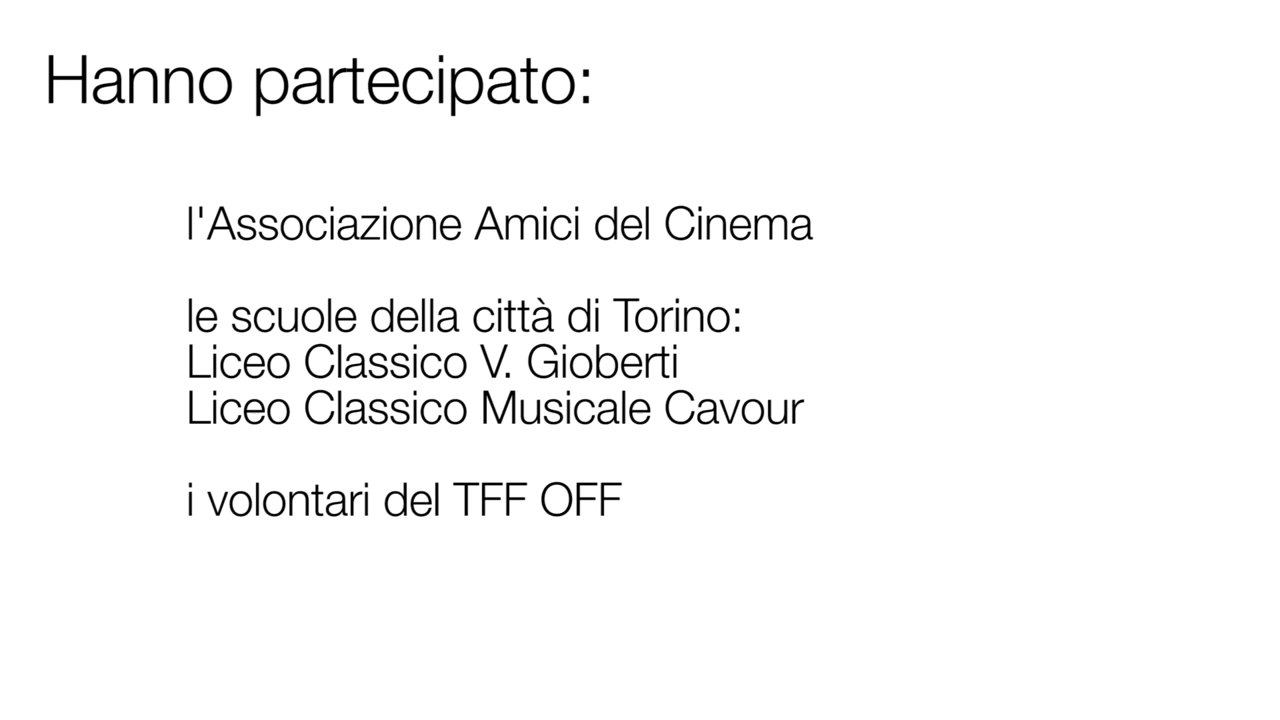 Hanno partecipato:
l'Associazione Amici del Cinema
le scuole della città di Torino:
Liceo Classico V. Gioberti
Liceo Classico Musicale Cavour
i volontari del TFF OFF